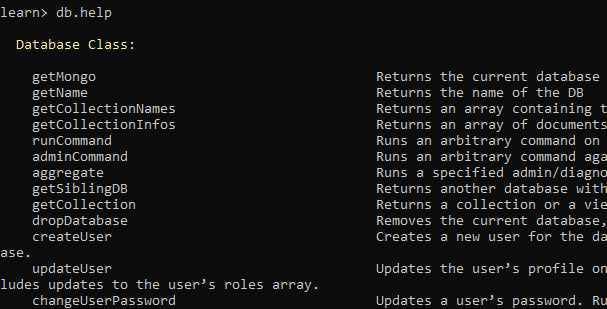 learn> db.help
Database Class:
getMongo Returns the current database
getName Returns the name of the DB
getCollectionNames Returns an array containing t
getCollectionInfos Returns an array of documents
runCommand Runs an arbitrary command on
adminCommand Runs an arbitrary command aga
aggregate Runs a specified admin/diagno
getSiblingDB Returns another database with
getCollection Returns a collection or a vie
dropDatabase Removes the current database,
createUser Creates a new user for the da
ase.
updateUser Updates the user’s profile on
ludes updates to the user’s roles array.
changeUserPassword Updates a user’s password. Ru